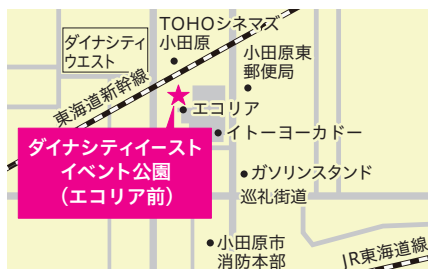 TOHOシネマズ
小田原
ダイナシティ
ウエスト
小田原東
郵便局
東海道新幹線
エコリア
イトーヨーカドー
ダイナシティイースト
イベント公園
（エコリア前）
ガソリンスタンド
巡礼街道
小田原市
消防本部
JR東海道線